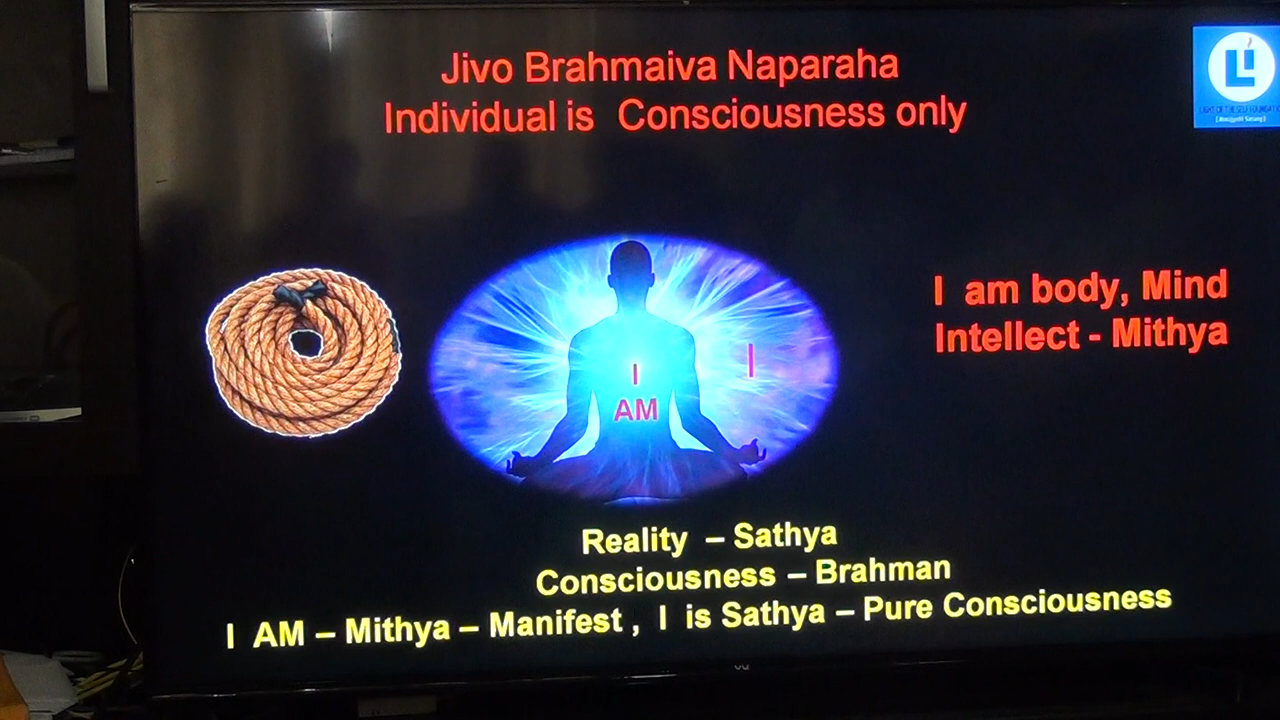 Jivo Brahmaiva Naparaha
Individual is Consciousness only
I am body, Mind
Intellect - Mithya
I
AM
I
Reality – Sathya
Consciousness – Brahman
I AM – Mithya – Manifest , I is Sathya – Pure Consciousness